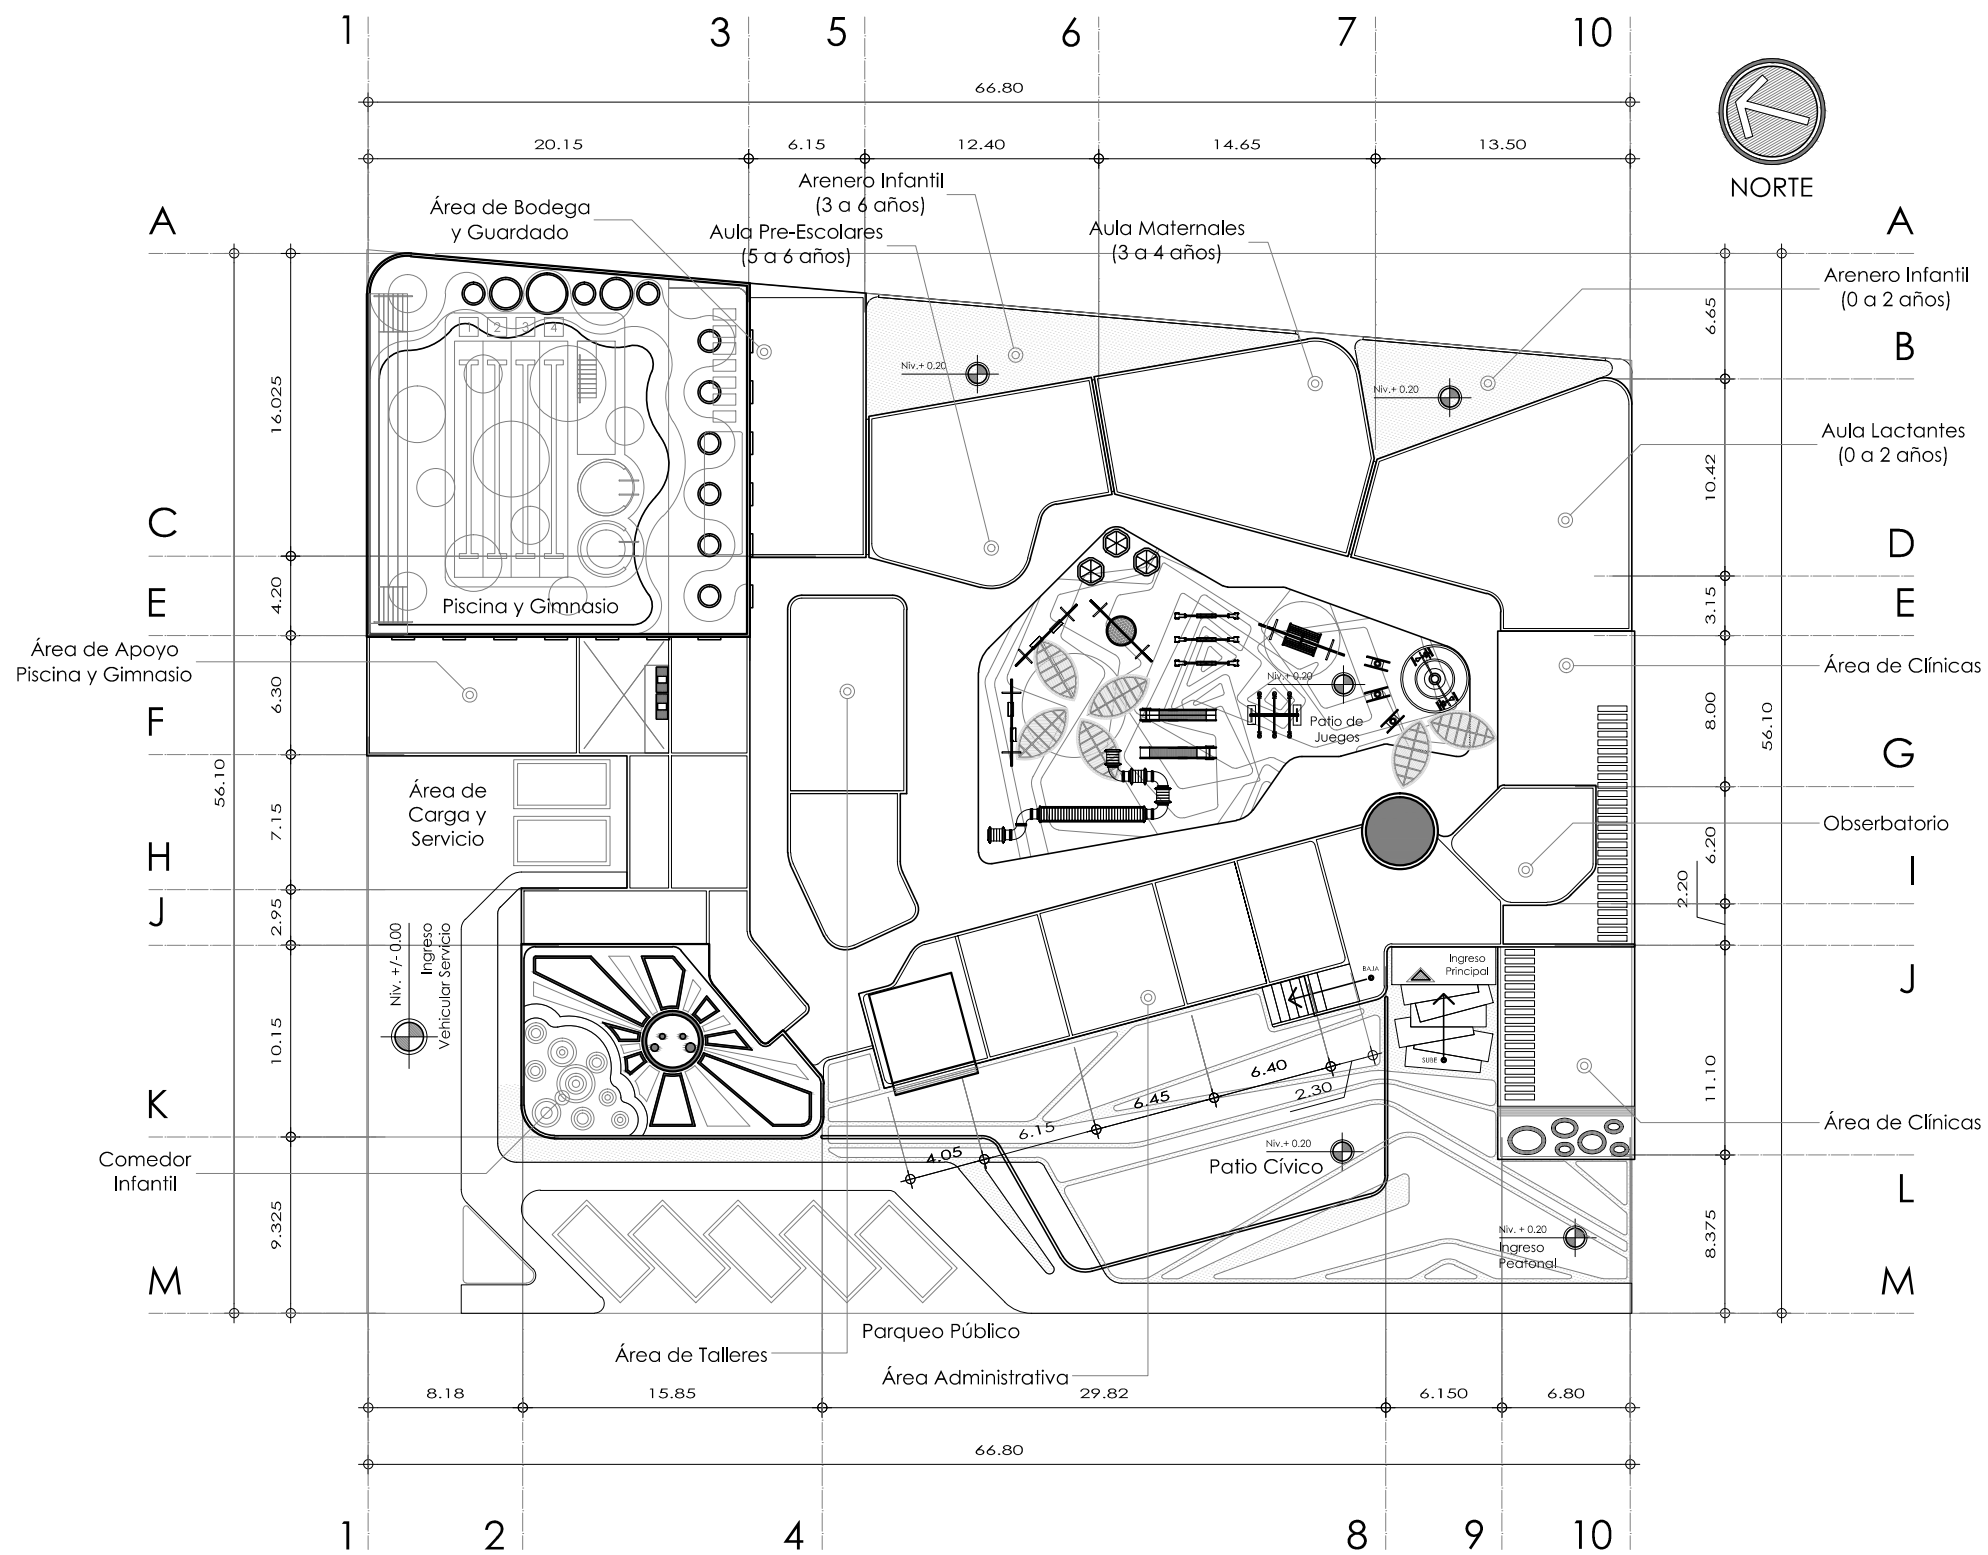 1
3
5
6
7
10
66.80
20.15
6.15
12.40
14.65
13.50
NORTE
Arenero Infantil
(3 a 6 años)
Área de Bodega
y Guardado
Aula Pre-Escolares
(5 a 6 años)
Aula Maternales
(3 a 4 años)
A
A
Arenero Infantil
(0 a 2 años)
6.65
B
1
2
3
4
Niv.+ 0.20
Niv.+ 0.20
16.025
Aula Lactantes
(0 a 2 años)
10.42
C
D
4.20
E
Piscina y Gimnasio
3.15
E
Área de Apoyo
Piscina y Gimnasio
Área de Clínicas
6.30
F
Niv.+ 0.20
Patio de
Juegos
8.00
56.10
G
56.10
Área de
Carga y
Servicio
7.15
H
Obserbatorio
6.20
I
2.20
J
2.95
Niv. +/- 0.00
Ingreso
Vehicular Servicio
BAJA
Ingreso
Principal
J
10.15
SUBE
6.40
2.30
6.45
6.15
4.05
11.10
K
Niv.+ 0.20
Patio Cívico
Área de Clínicas
Comedor
Infantil
9.325
L
Niv. + 0.20
Ingreso
Peatonal
8.375
M
M
Parqueo Público
Área de Talleres
Área Administrativa
8.18
15.85
29.82
6.150
6.80
66.80
1
2
4
8
9
10